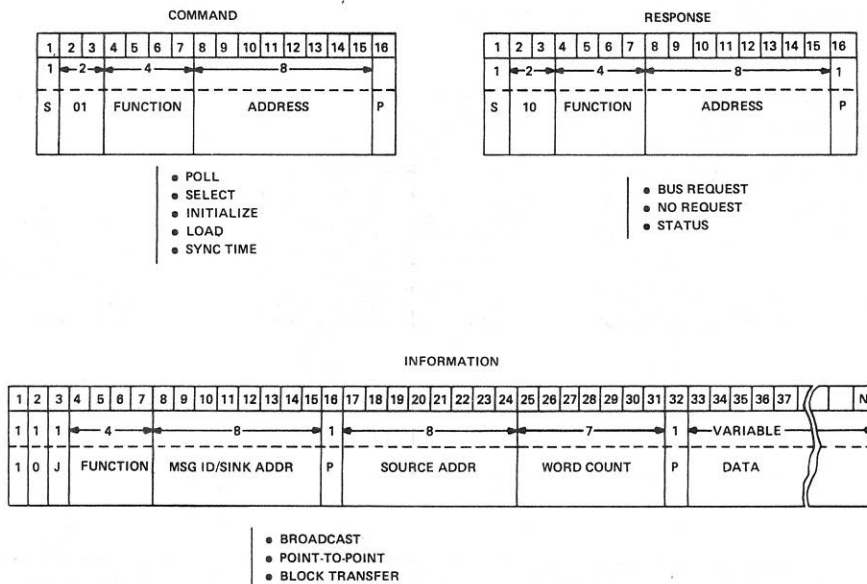 COMMAND
1 2 3 4 5 6 7 8 9 10 11 12 13 14 15 16
1 2 4 8
S 01 FUNCTION ADDRESS P
• POLL
• SELECT
• INITIALIZE
• LOAD
• SYNC TIME
RESPONSE
1 2 3 4 5 6 7 8 9 10 11 12 13 14 15 16
1 2 4 8 1
S 10 FUNCTION ADDRESS P
• BUS REQUEST
• NO REQUEST
• STATUS
INFORMATION
1 2 3 4 5 6 7 8 9 10 11 12 13 14 15 16 17 18 19 20 21 22 23 24 25 26 27 28 29 30 31 32 33 34 35 36 37 N
1 1 1 4 8 1 8 7 1 VARIABLE
1 0 J FUNCTION MSG ID/SINK ADDR P SOURCE ADDR WORD COUNT P DATA
• BROADCAST
• POINT-TO-POINT
• BLOCK TRANSFER